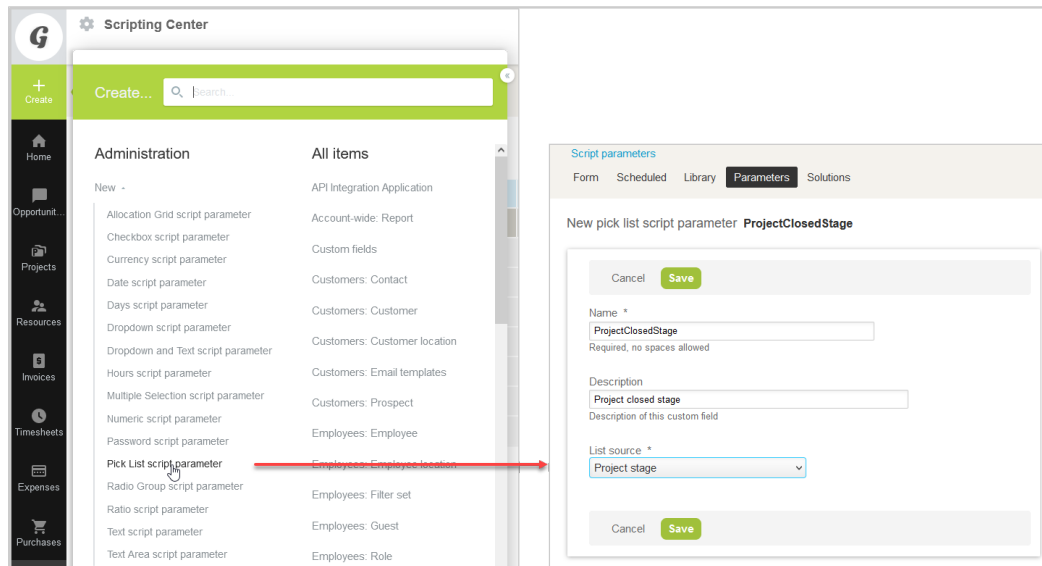 G
Scripting Center
Create
Create...
Search...
Home
Opportunit...
Projects
Resources
Invoices
Timesheets
Expenses
Purchases
Administration
New -
Allocation Grid script parameter
Checkbox script parameter
Currency script parameter
Date script parameter
Days script parameter
Dropdown script parameter
Dropdown and Text script parameter
Hours script parameter
Multiple Selection script parameter
Numeric script parameter
Password script parameter
Pick List script parameter
Radio Group script parameter
Ratio script parameter
Text script parameter
Text Area script parameter
All items
API Integration Application
Account-wide: Report
Custom fields
Customers: Contact
Customers: Customer
Customers: Customer location
Customers: Email templates
Customers: Prospect
Employees: Employee
Employees: Employee location
Employees: Filter set
Employees: Guest
Employees: Role
Script parameters
Form Scheduled Library Parameters Solutions
New pick list script parameter ProjectClosedStage
Cancel Save
Name *
ProjectClosedStage
Required, no spaces allowed
Description
Project closed stage
Description of this custom field
List source *
Project stage
Cancel Save